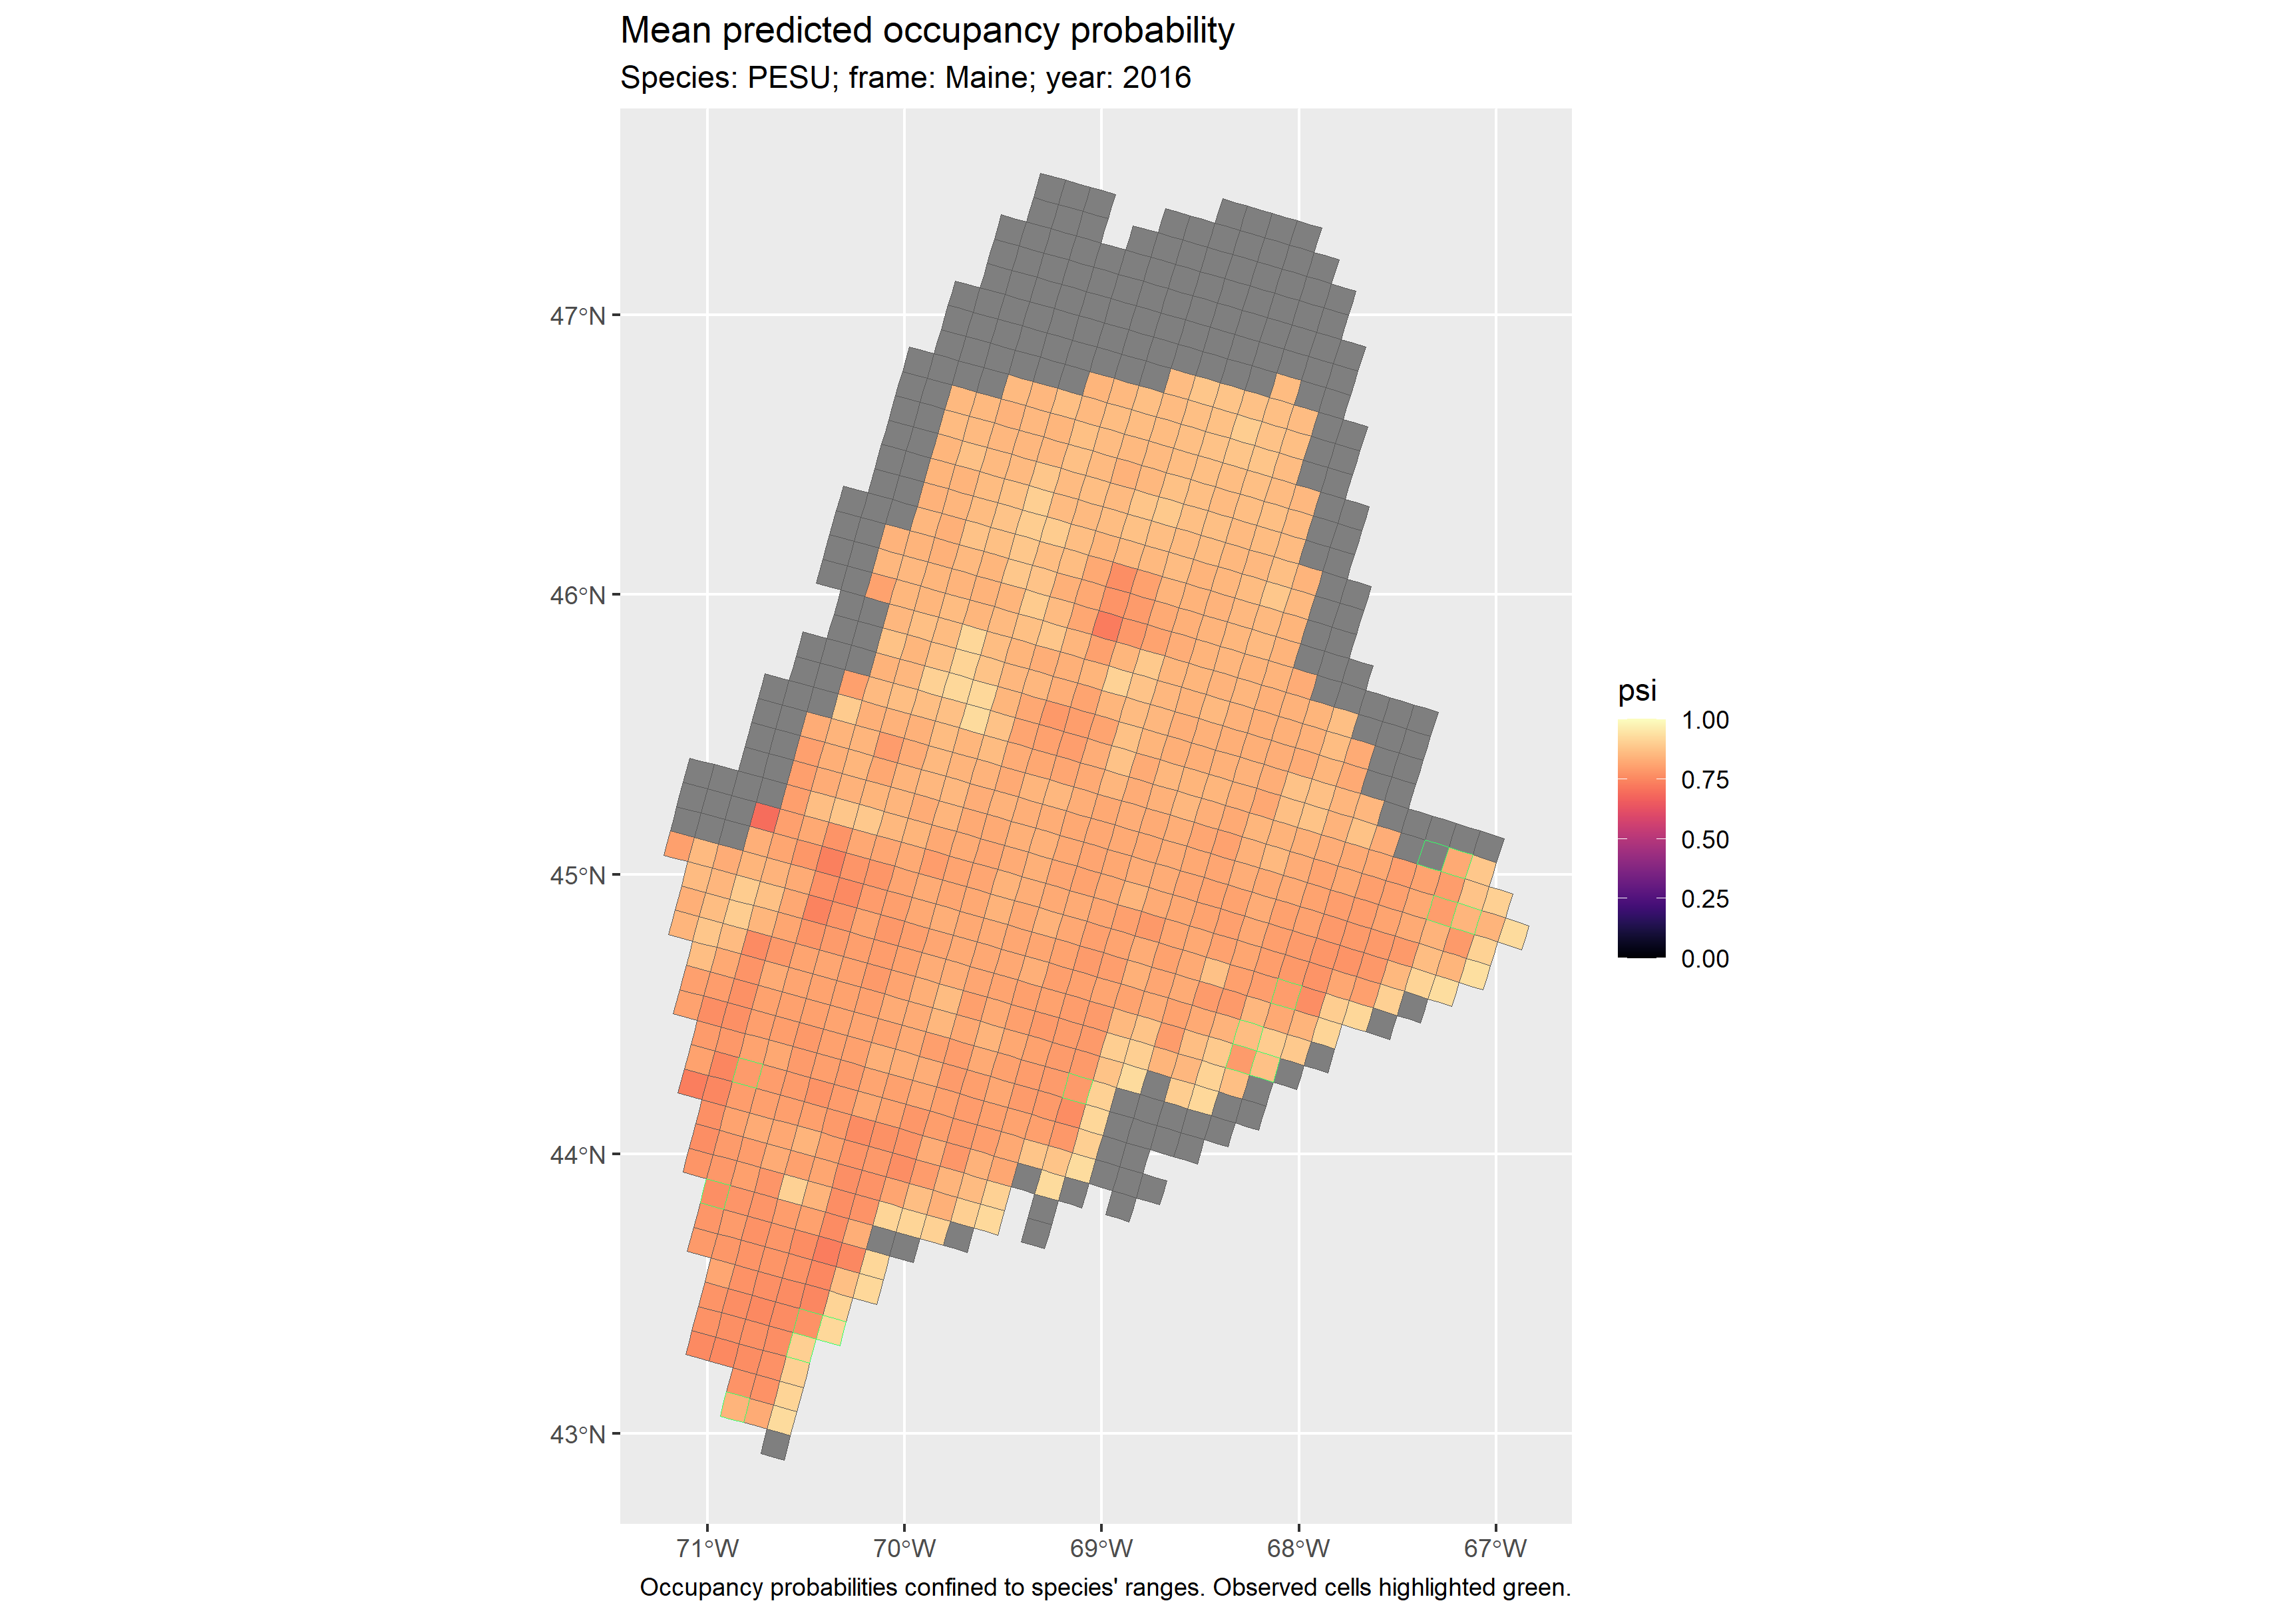 Mean predicted occupancy probability
Species: PESU; frame: Maine; year: 2016
47°N
46°N
45°N
44°N
43°N
71°W
70°W
69°W
68°W
67°W
psi
1.00
0.75
0.50
0.25
0.00
Occupancy probabilities confined to species' ranges. Observed cells highlighted green.